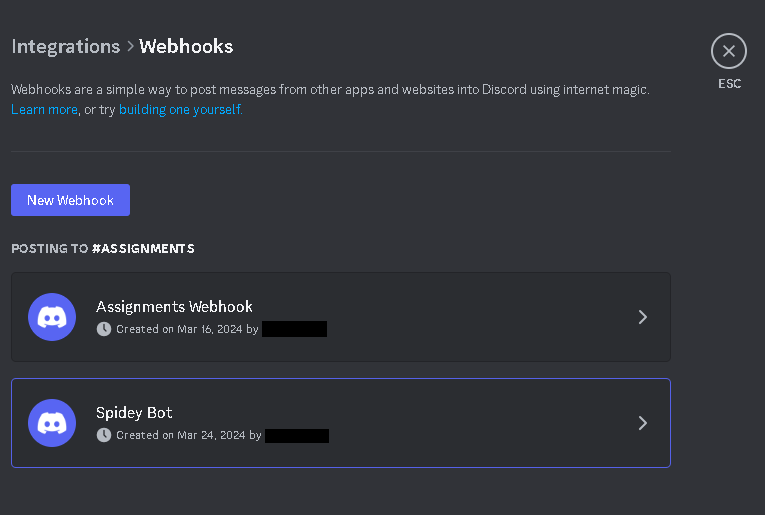 Integrations > Webhooks
ESC
Webhooks are a simple way to post messages from other apps and websites into Discord using internet magic.
Learn more, or try building one yourself.
New Webhook
POSTING TO #ASSIGNMENTS
Assignments Webhook
Created on Mar 16, 2024 by
Spidey Bot
Created on Mar 24, 2024 by